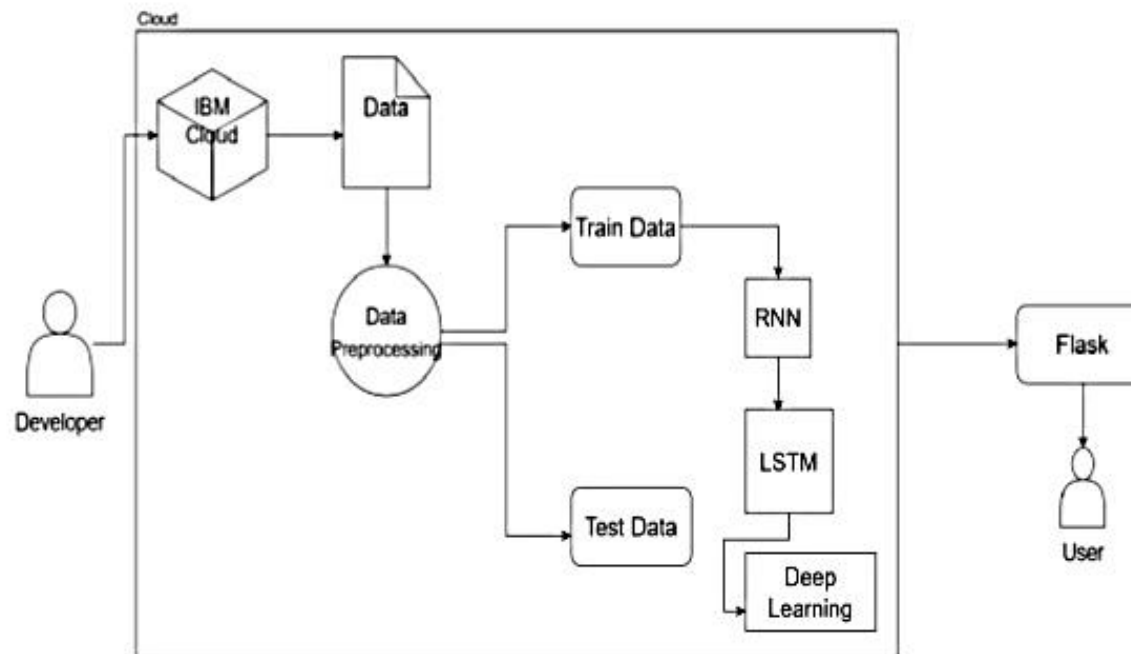 Cloud
IBM
Cloud
Data
Train Data
Data
Preprocessing
RNN
Flask
Developer
LSTM
Test Data
User
Deep
Learning